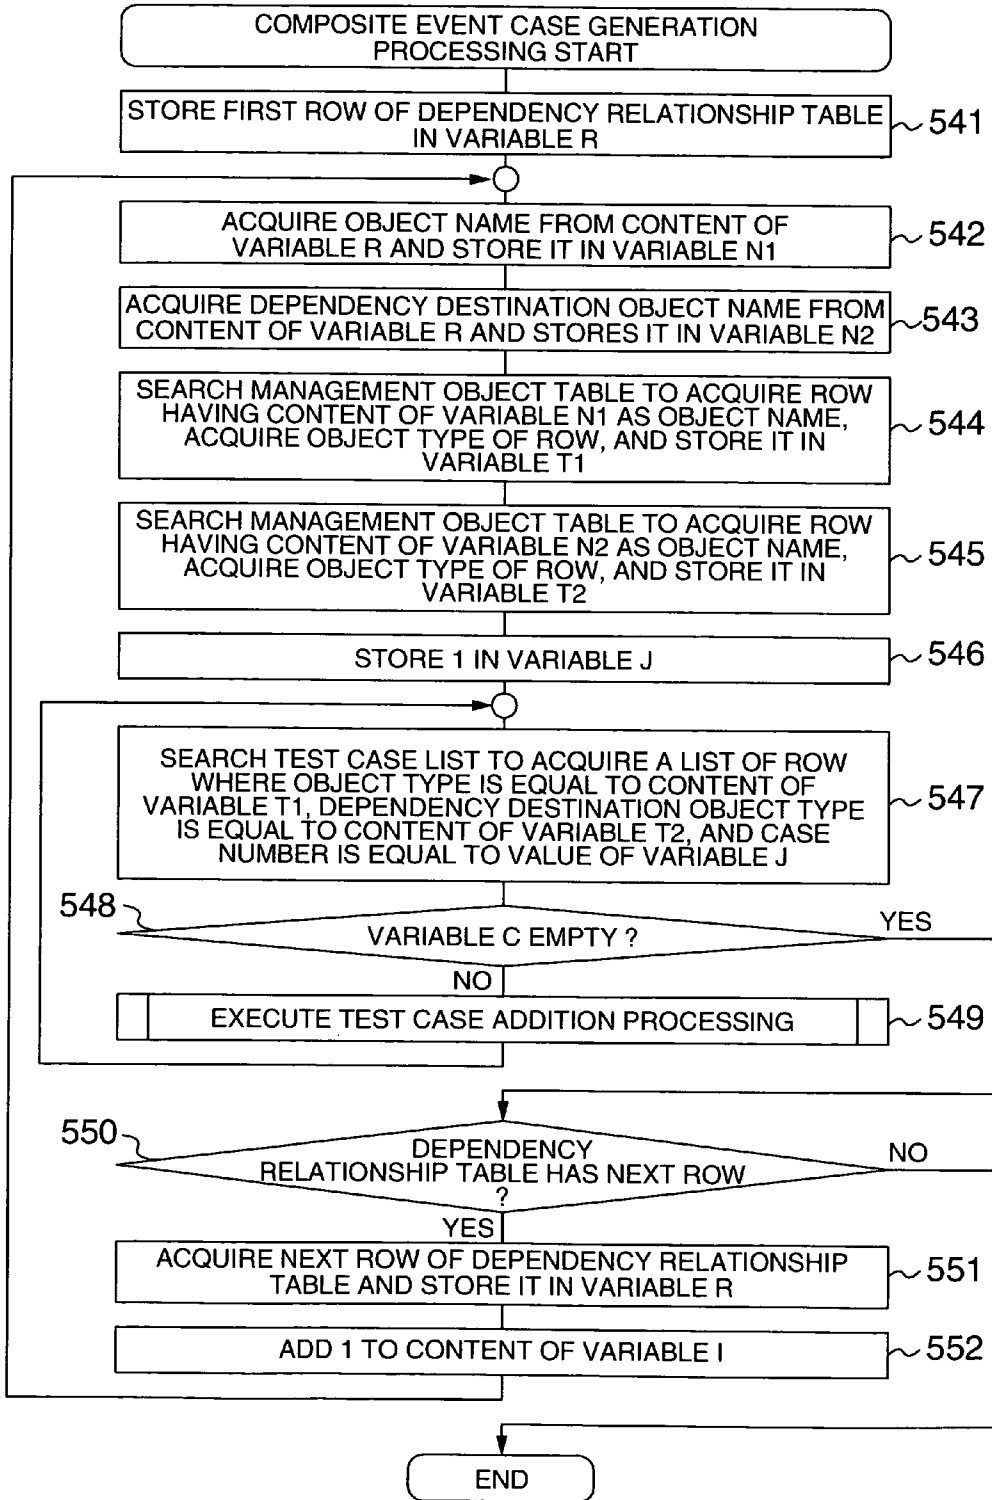 COMPOSITE EVENT CASE GENERATION
PROCESSING START
STORE FIRST ROW OF DEPENDENCY RELATIONSHIP TABLE
IN VARIABLE R
541
ACQUIRE OBJECT NAME FROM CONTENT OF
VARIABLE R AND STORE IT IN VARIABLE N1
542
ACQUIRE DEPENDENCY DESTINATION OBJECT NAME FROM
CONTENT OF VARIABLE R AND STORES IT IN VARIABLE N2
543
SEARCH MANAGEMENT OBJECT TABLE TO ACQUIRE ROW
HAVING CONTENT OF VARIABLE N1 AS OBJECT NAME,
ACQUIRE OBJECT TYPE OF ROW, AND STORE IT IN
VARIABLE T1
544
SEARCH MANAGEMENT OBJECT TABLE TO ACQUIRE ROW
HAVING CONTENT OF VARIABLE N2 AS OBJECT NAME,
ACQUIRE OBJECT TYPE OF ROW, AND STORE IT IN
VARIABLE T2
545
STORE 1 IN VARIABLE J
546
SEARCH TEST CASE LIST TO ACQUIRE A LIST OF ROW
WHERE OBJECT TYPE IS EQUAL TO CONTENT OF
VARIABLE T1, DEPENDENCY DESTINATION OBJECT TYPE
IS EQUAL TO CONTENT OF VARIABLE T2, AND CASE
NUMBER IS EQUAL TO VALUE OF VARIABLE J
547
548
VARIABLE C EMPTY ?
YES
NO
EXECUTE TEST CASE ADDITION PROCESSING
549
550
DEPENDENCY
RELATIONSHIP TABLE HAS NEXT ROW
?
NO
YES
ACQUIRE NEXT ROW OF DEPENDENCY RELATIONSHIP
TABLE AND STORE IT IN VARIABLE R
551
ADD 1 TO CONTENT OF VARIABLE I
552
END